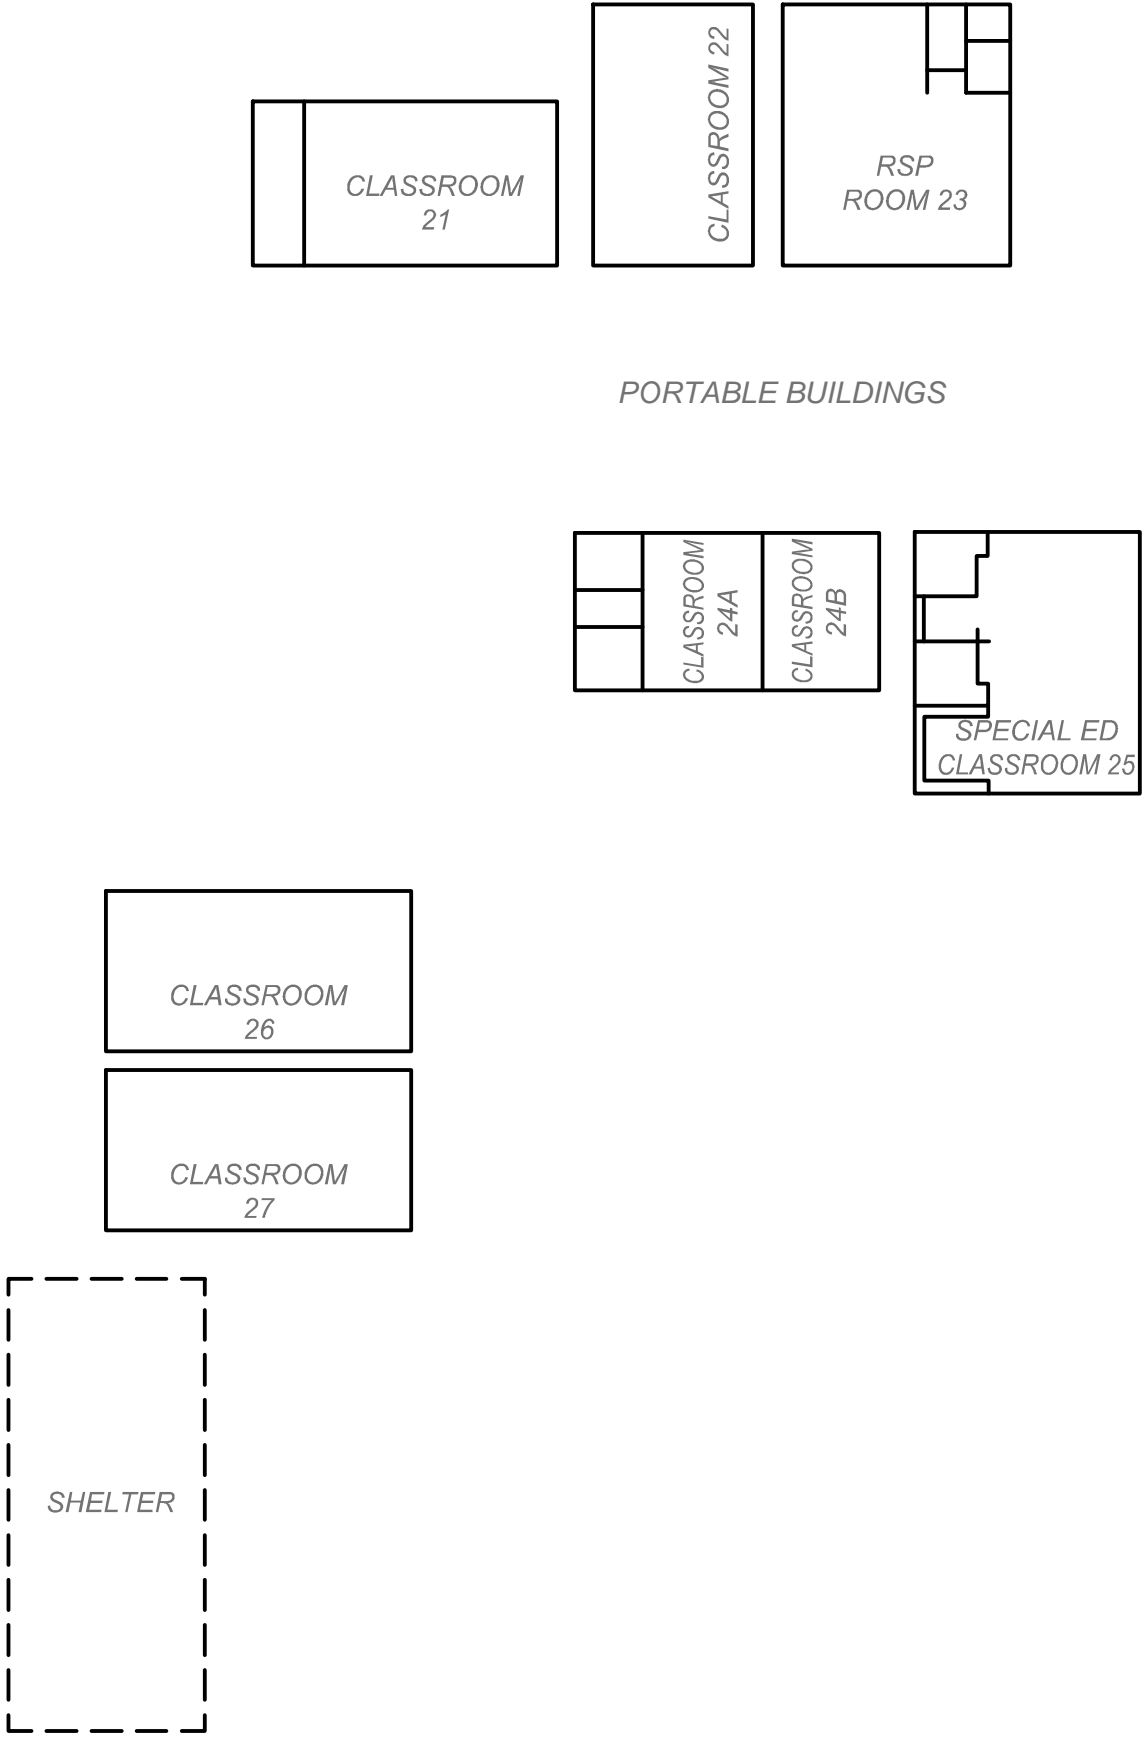 CLASSROOM 22
RSP
ROOM 23
CLASSROOM
21
PORTABLE BUILDINGS
CLASSROOM
24A
CLASSROOM
24B
SPECIAL ED
CLASSROOM 25
CLASSROOM
26
CLASSROOM
27
SHELTER